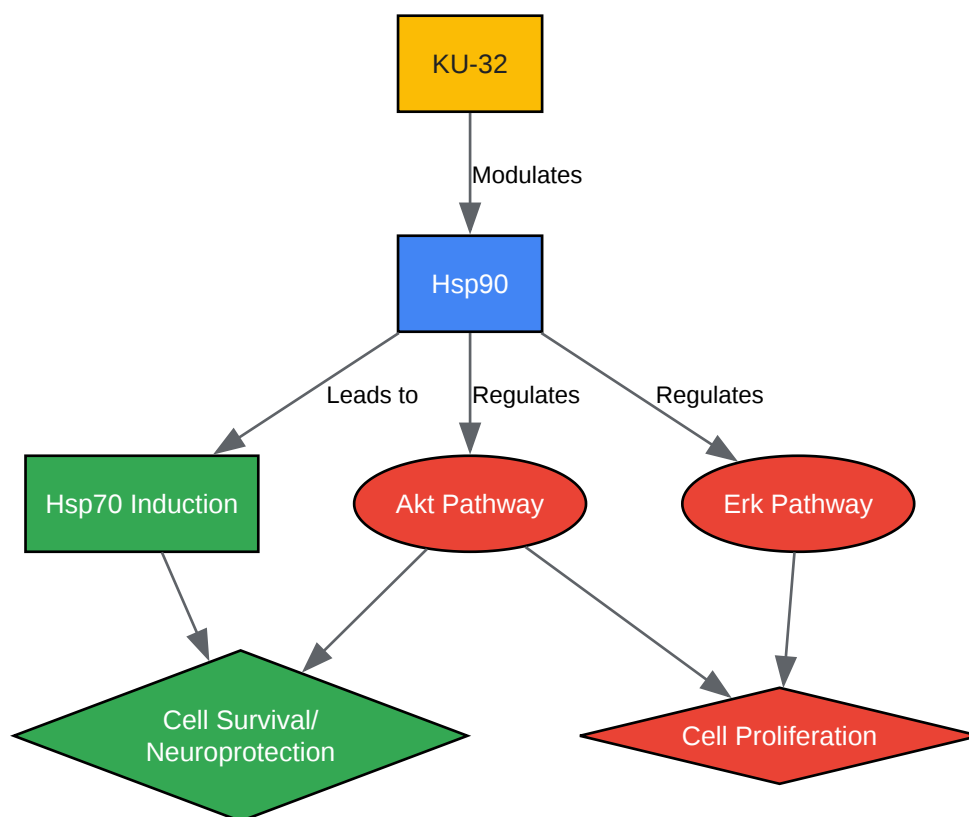 KU-32
Modulates
Hsp90
Leads to
Regulates
Regulates
Hsp70 Induction
Akt Pathway
Erk Pathway
Cell Survival/
Neuroprotection
Cell Proliferation